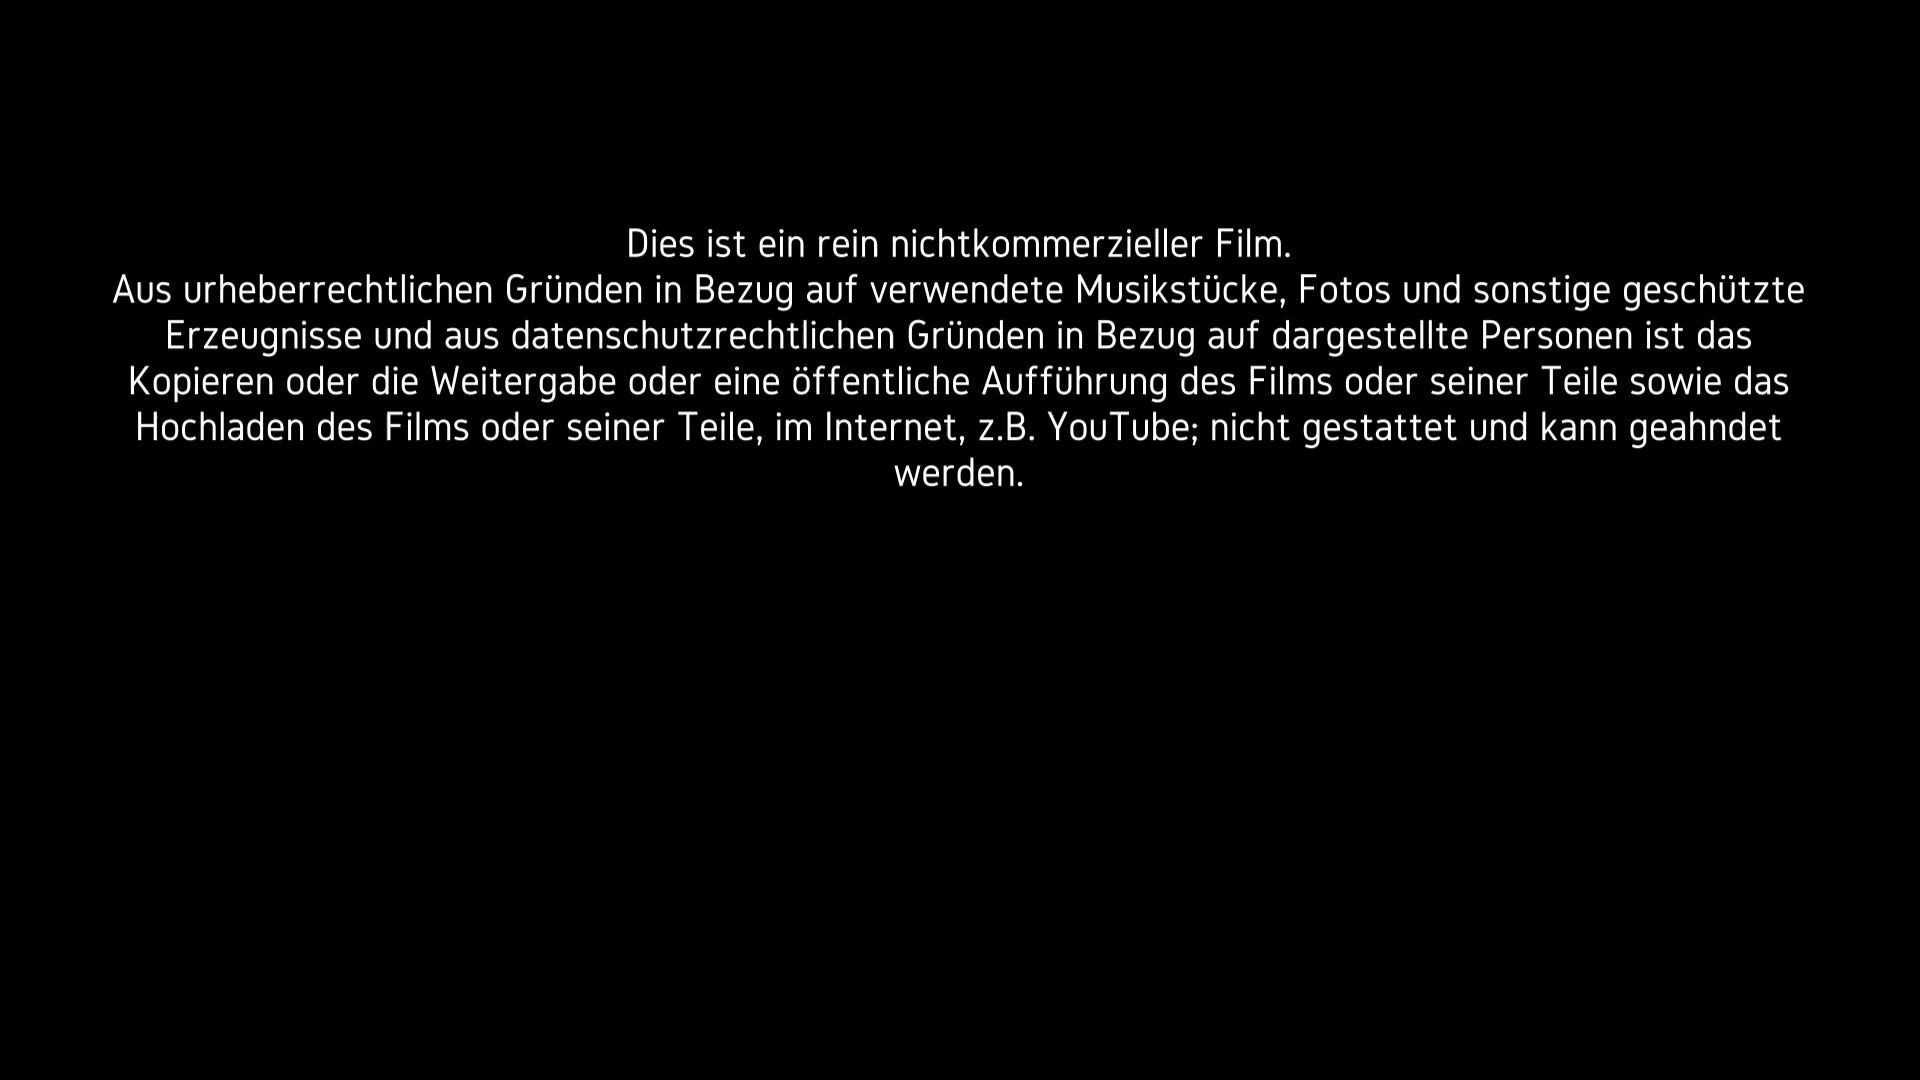 Dies ist ein rein nichtkommerzieller Film.
Aus urheberrechtlichen Gründen in Bezug auf verwendete Musikstücke, Fotos und sonstige geschützte
Erzeugnisse und aus datenschutzrechtlichen Gründen in Bezug auf dargestellte Personen ist das
Kopieren oder die Weitergabe oder eine öffentliche Aufführung des Films oder seiner Teile sowie das
Hochladen des Films oder seiner Teile, im Internet, z.B. YouTube; nicht gestattet und kann geahndet
werden.